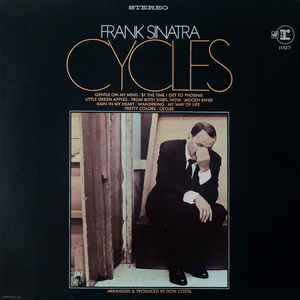 STEREO
FRANK SINATRA
CYCLES
GENTLE ON MY MIND · BY THE TIME I GET TO PHOENIX
LITTLE GREEN APPLES · FROM BOTH SIDES, NOW · MOODY RIVER
RAIN IN MY HEART · WANDERING · MY WAY OF LIFE
PRETTY COLORS · CYCLES
ARRANGED & PRODUCED BY DON COSTA